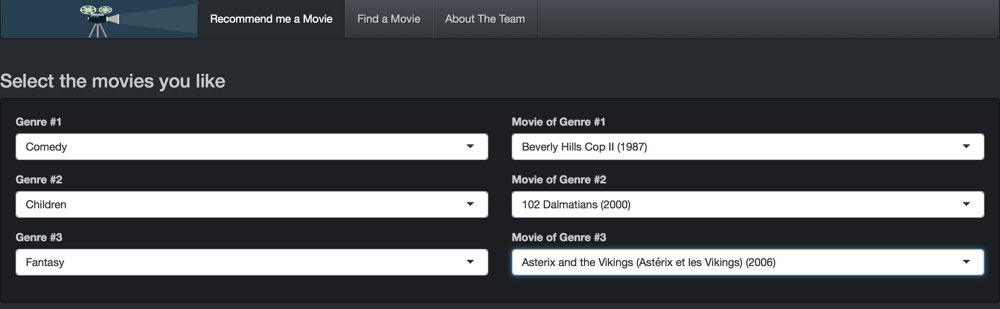 Recommend me a Movie
Find a Movie
About The Team
Select the movies you like
Genre #1
Movie of Genre #1
Comedy
Beverly Hills Cop II (1987)
Genre #2
Movie of Genre #2
Children
102 Dalmatians (2000)
Genre #3
Movie of Genre #3
Fantasy
Asterix and the Vikings (Astérix et les Vikings) (2006)